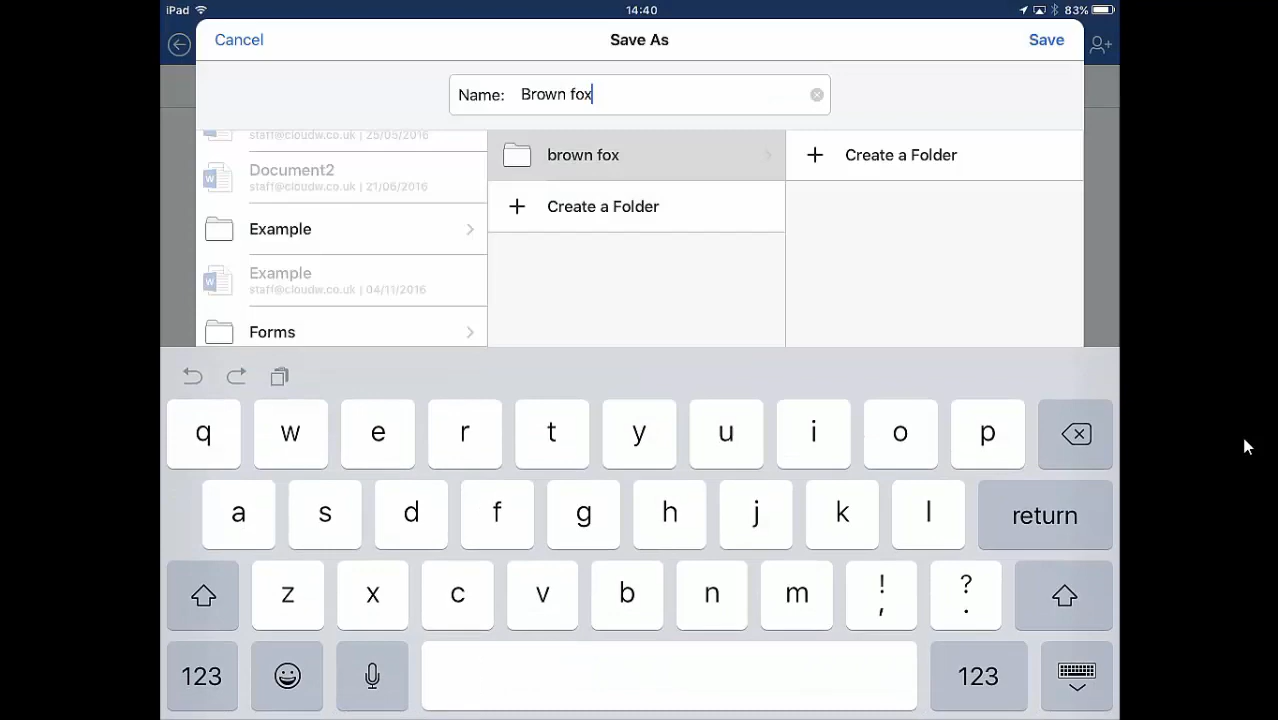 iPad 14:40 83%
Cancel Save As Save
Name: Brown fox
staff@cloudw.co.uk | 25/05/2016
Document2
staff@cloudw.co.uk | 21/06/2016
Example
Example
staff@cloudw.co.uk | 04/11/2016
Forms
brown fox
+ Create a Folder
+ Create a Folder
q w e r t y u i o p
a s d f g h j k l return
z x c v b n m ! , ? .
123 123